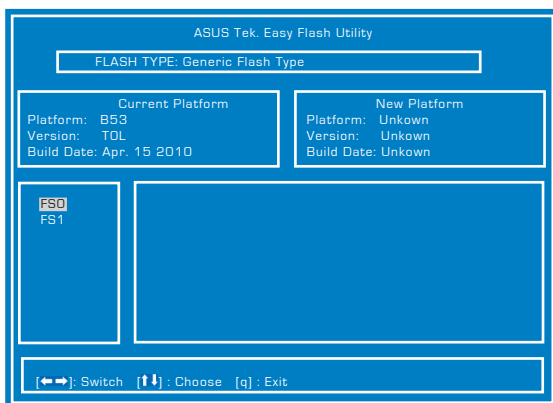 ASUS Tek. Easy Flash Utility
FLASH TYPE: Generic Flash Type
Current Platform
Platform: B53
Version: TOL
Build Date: Apr. 15 2010
New Platform
Platform: Unkown
Version: Unkown
Build Date: Unkown
FS0
FS1
[←→]: Switch [↑↓] : Choose [q] : Exit